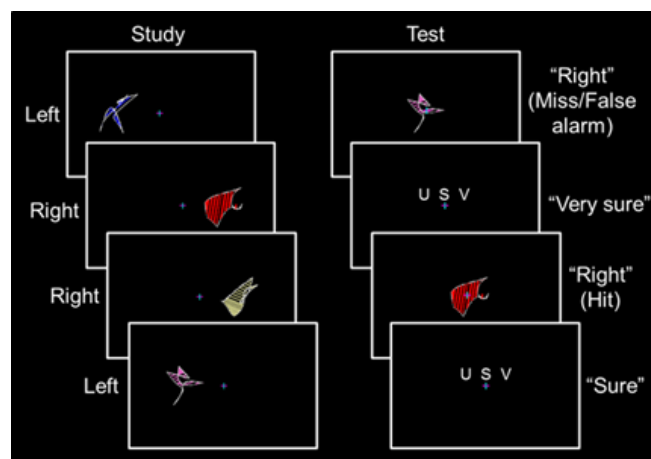 Study
Test
Left
"Right"
(Miss/False
alarm)
Right
U S V
"Very sure"
Right
"Right"
(Hit)
Left
U S V
"Sure"